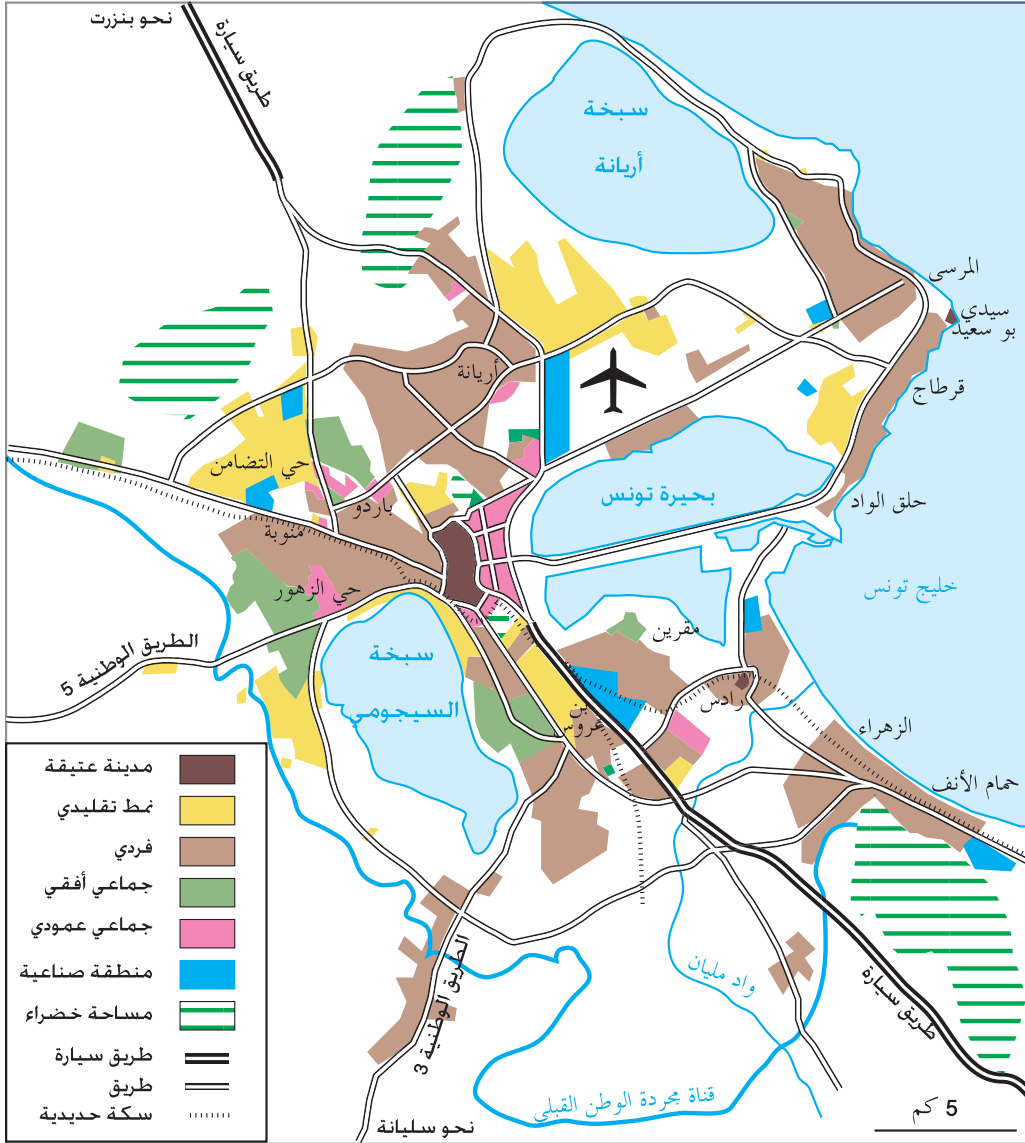 نحو بنزرت
طريق سيارة
سبخة
أريانة
المرسى
سيدي
بو سعيد
قرطاج
أريانة
حي التضامن
باردو
منوبة
بحيرة تونس
حلق الواد
خليج تونس
حي الزهور
الطريق الوطنية 5
سبخة
السيجومي
مقرين
رادس
بن
عروس
الزهراء
حمام الأنف
واد مليان
طريق سيارة
الطريق الوطنية 3
قناة مجردة الوطن القبلي
نحو سليانة
5 كم
مدينة عتيقة
نمط تقليدي
فردي
جماعي أفقي
جماعي عمودي
منطقة صناعية
مساحة خضراء
طريق سيارة
طريق
سكة حديدية